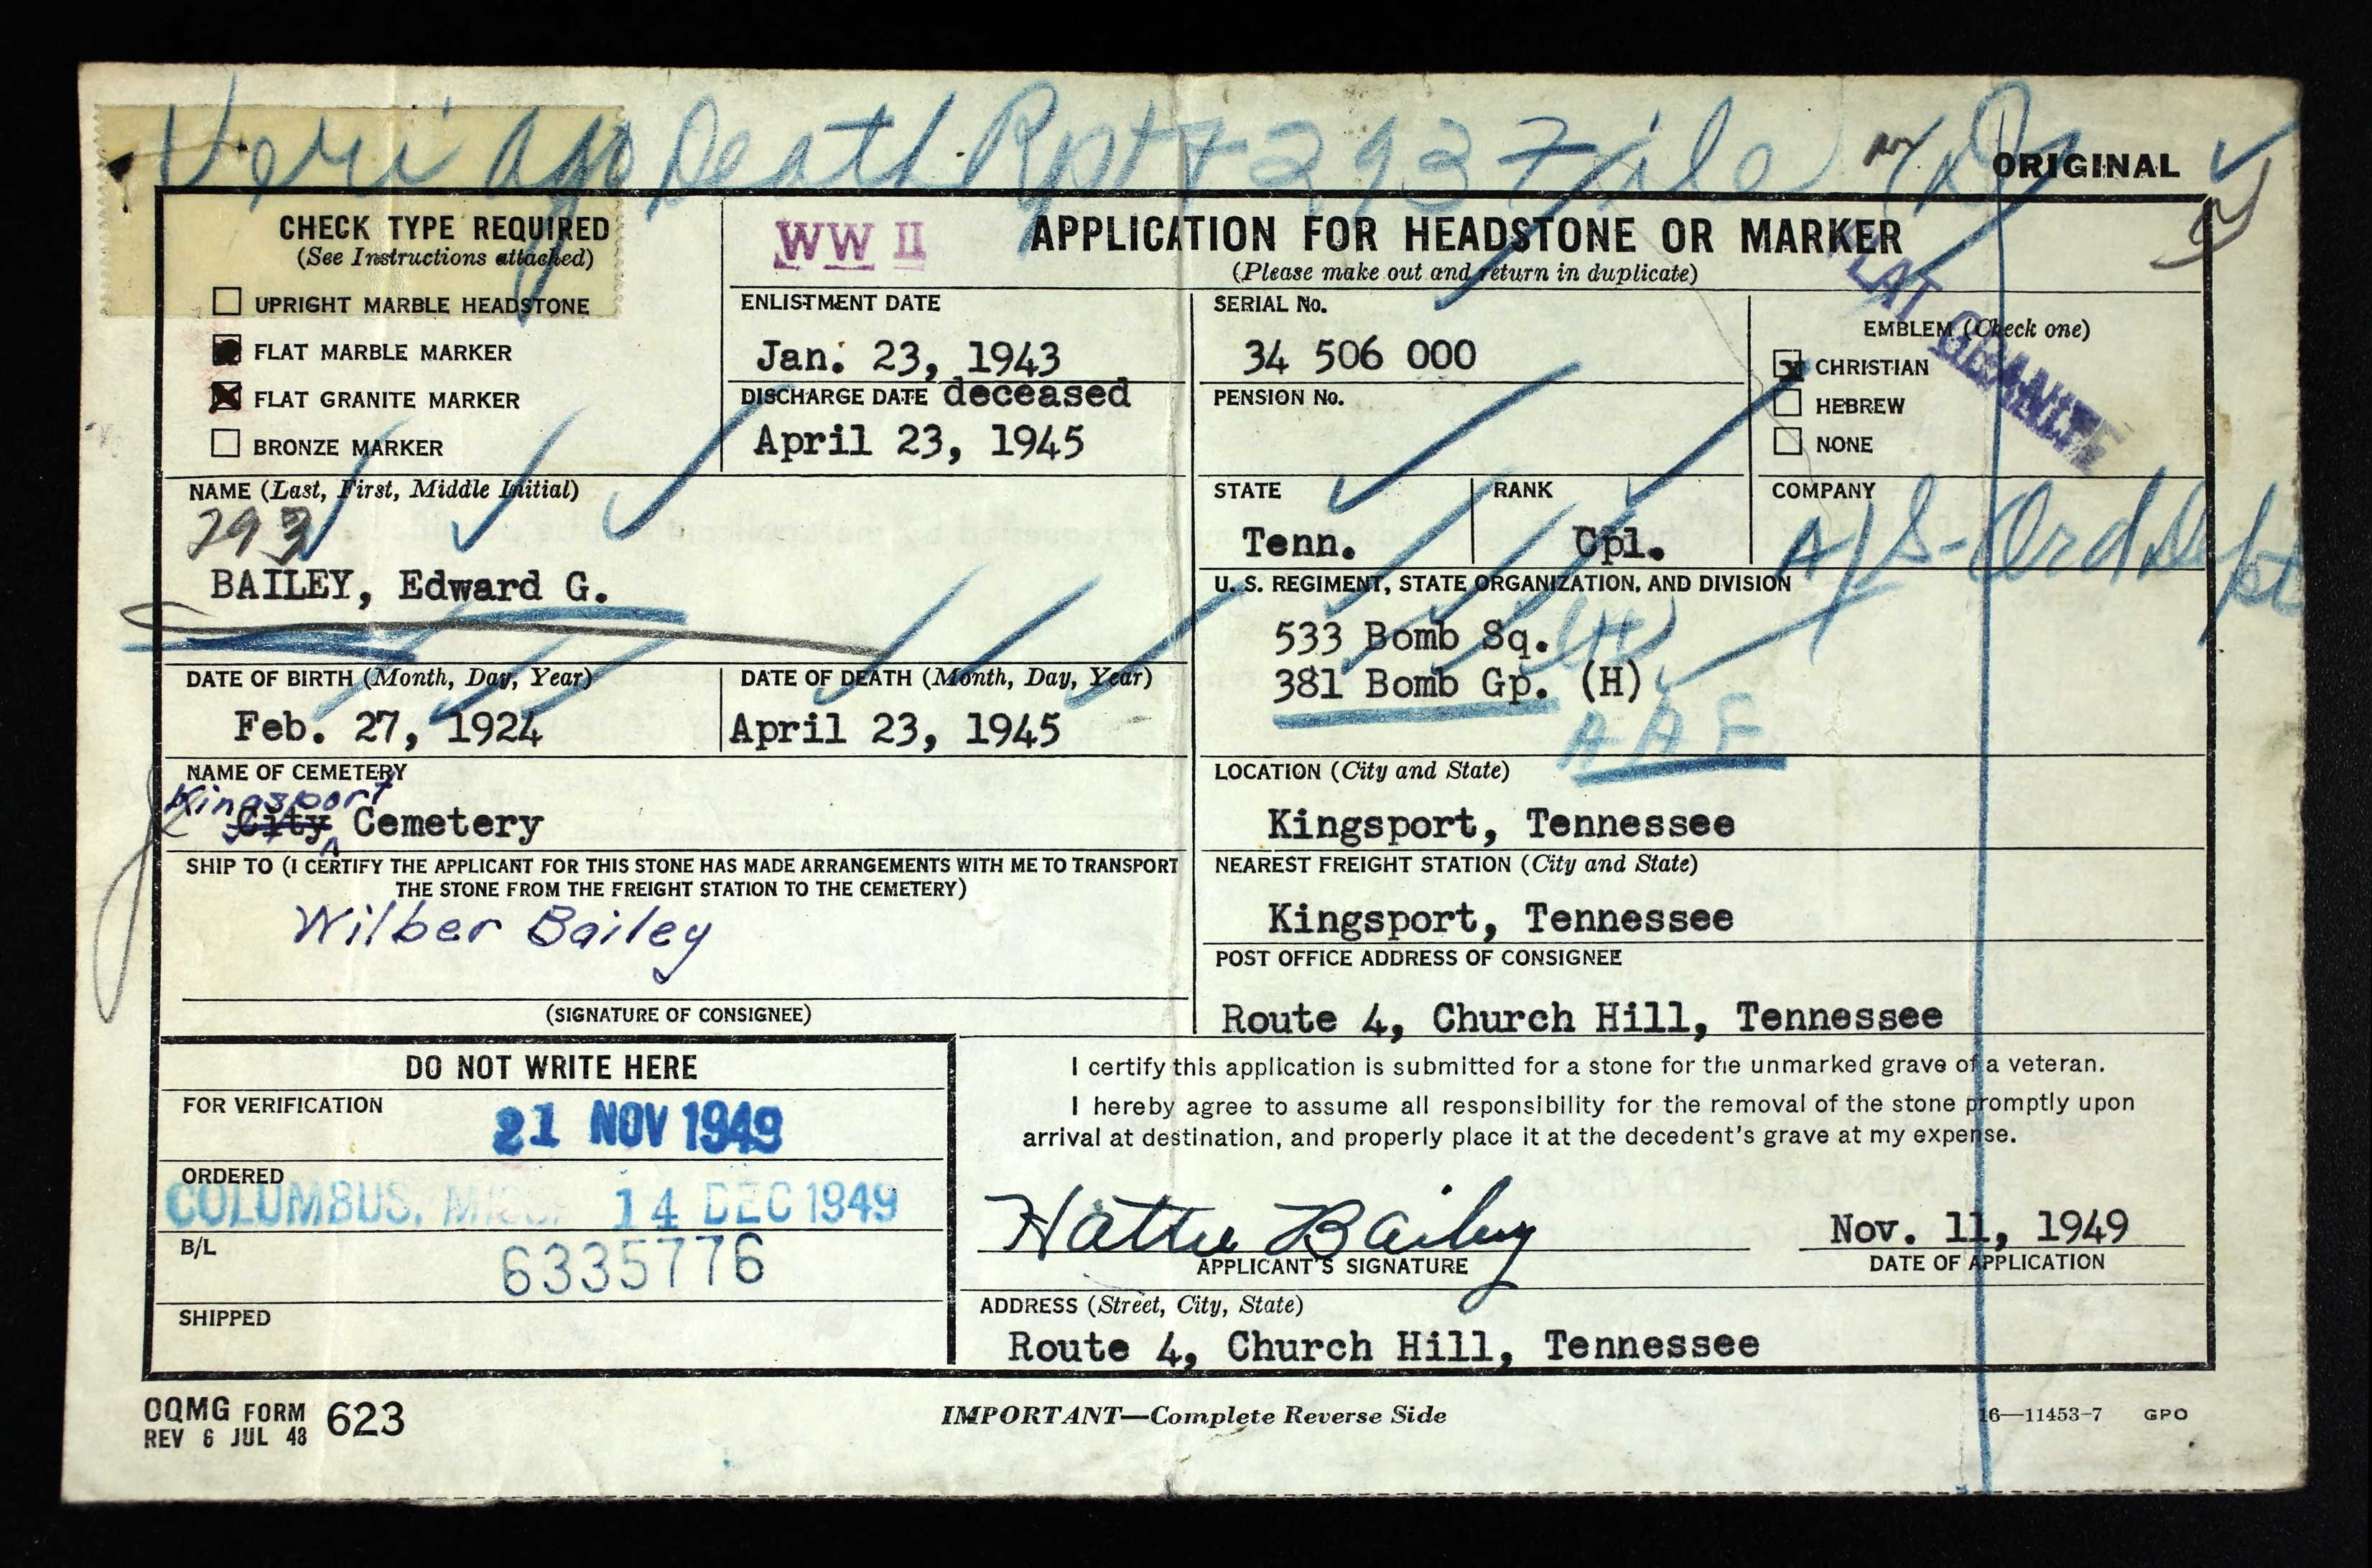 Veri Ago Death Rpt 7293 File
ORIGINAL
CHECK TYPE REQUIRED
(See Instructions attached)
UPRIGHT MARBLE HEADSTONE
FLAT MARBLE MARKER
FLAT GRANITE MARKER
BRONZE MARKER
WW II
APPLICATION FOR HEADSTONE OR MARKER
(Please make out and return in duplicate)
FLAT GRANITE
ENLISTMENT DATE
Jan. 23, 1943
DISCHARGE DATE deceased
April 23, 1945
SERIAL No.
34 506 000
PENSION No.
EMBLEM (Check one)
CHRISTIAN
HEBREW
NONE
NAME (Last, First, Middle Initial)
293
BAILEY, Edward G.
STATE
Tenn.
RANK
Cpl.
COMPANY
A/S-Ord Dept
U. S. REGIMENT, STATE ORGANIZATION, AND DIVISION
533 Bomb Sq. (H)
381 Bomb Gp. (H)
AAF
DATE OF BIRTH (Month, Day, Year)
Feb. 27, 1924
DATE OF DEATH (Month, Day, Year)
April 23, 1945
NAME OF CEMETERY
Kingsport
City Cemetery
LOCATION (City and State)
Kingsport, Tennessee
SHIP TO (I CERTIFY THE APPLICANT FOR THIS STONE HAS MADE ARRANGEMENTS WITH ME TO TRANSPORT
THE STONE FROM THE FREIGHT STATION TO THE CEMETERY)
Wilber Bailey
(SIGNATURE OF CONSIGNEE)
NEAREST FREIGHT STATION (City and State)
Kingsport, Tennessee
POST OFFICE ADDRESS OF CONSIGNEE
Route 4, Church Hill, Tennessee
DO NOT WRITE HERE
FOR VERIFICATION
21 NOV 1949
ORDERED
COLUMBUS, MISS. 14 DEC 1949
B/L
6335776
SHIPPED
I certify this application is submitted for a stone for the unmarked grave of a veteran.
I hereby agree to assume all responsibility for the removal of the stone promptly upon
arrival at destination, and properly place it at the decedent's grave at my expense.
Hattie Bailey
APPLICANT'S SIGNATURE
Nov. 11, 1949
DATE OF APPLICATION
ADDRESS (Street, City, State)
Route 4, Church Hill, Tennessee
OQMG FORM 623
REV 6 JUL 48
IMPORTANT—Complete Reverse Side
16—11453-7 GPO